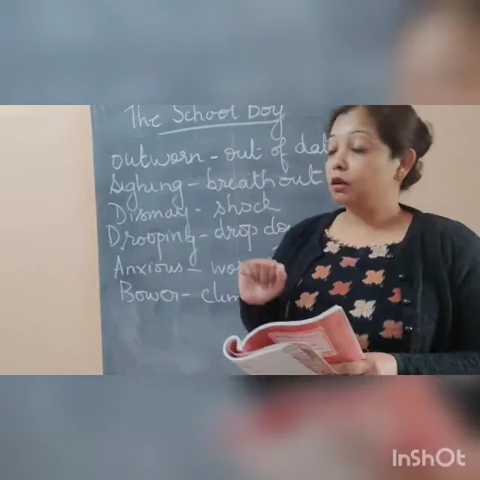 The School Boy
outworn - out of dat
Sighing - breath out
Dismay - shock
Drooping - drop do
Anxious - wo
Bower - clim
InShOt